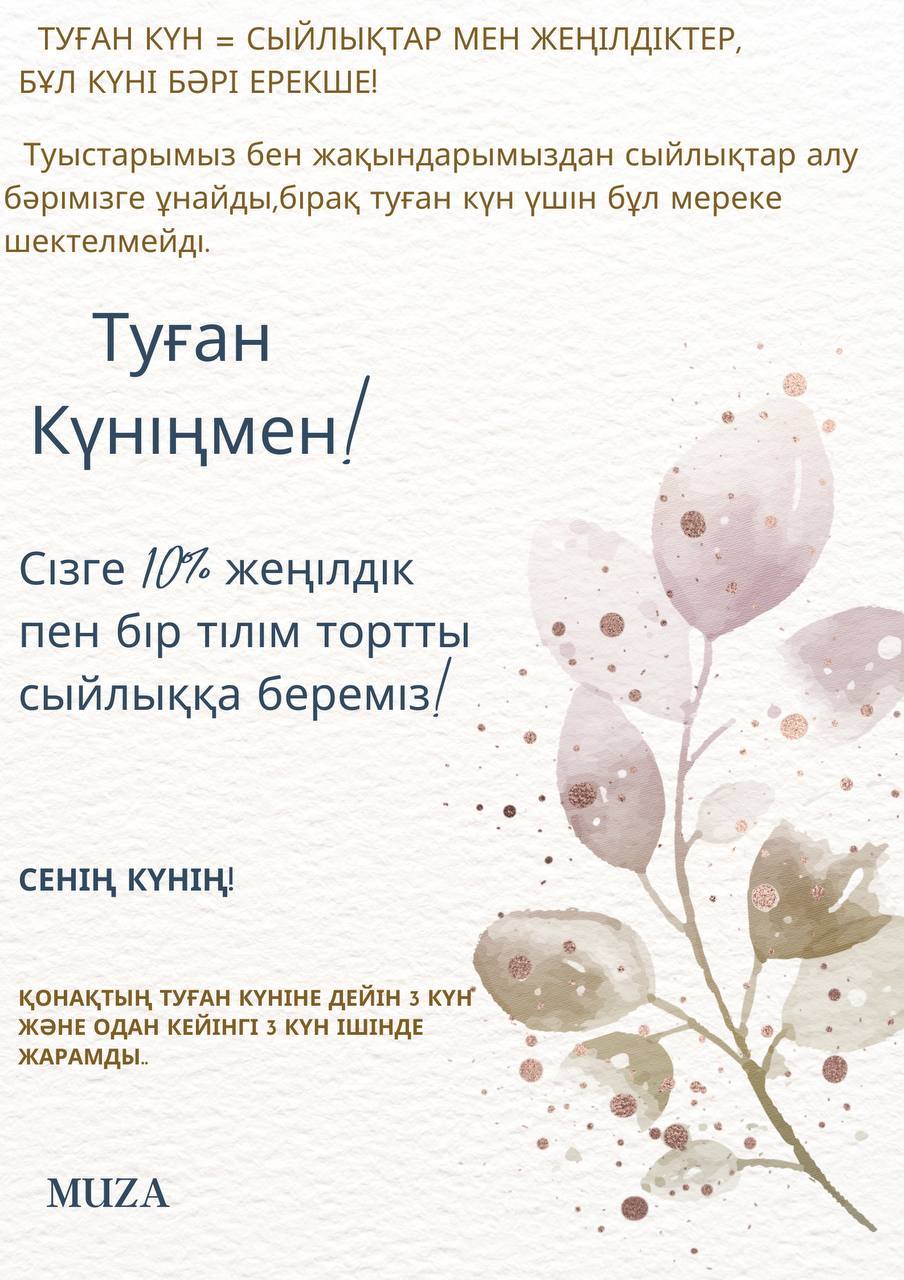 ТУҒАН КҮН = СЫЙЛЫҚТАР МЕН ЖЕҢІЛДІКТЕР,
БҰЛ КҮНІ БӘРІ ЕРЕКШЕ!
Туыстарымыз бен жақындарымыздан сыйлықтар алу
бәрімізге ұнайды,бірақ туған күн үшін бұл мереке
шектелмейді.
Туған
Күніңмен!
Сізге 10% жеңілдік
пен бір тілім тортты
сыйлыққа береміз!
СЕНІҢ КҮНІҢ!
ҚОНАҚТЫҢ ТУҒАН КҮНІНЕ ДЕЙІН 3 КҮН
ЖӘНЕ ОДАН КЕЙІНГІ 3 КҮН ІШІНДЕ
ЖАРАМДЫ..
MUZA